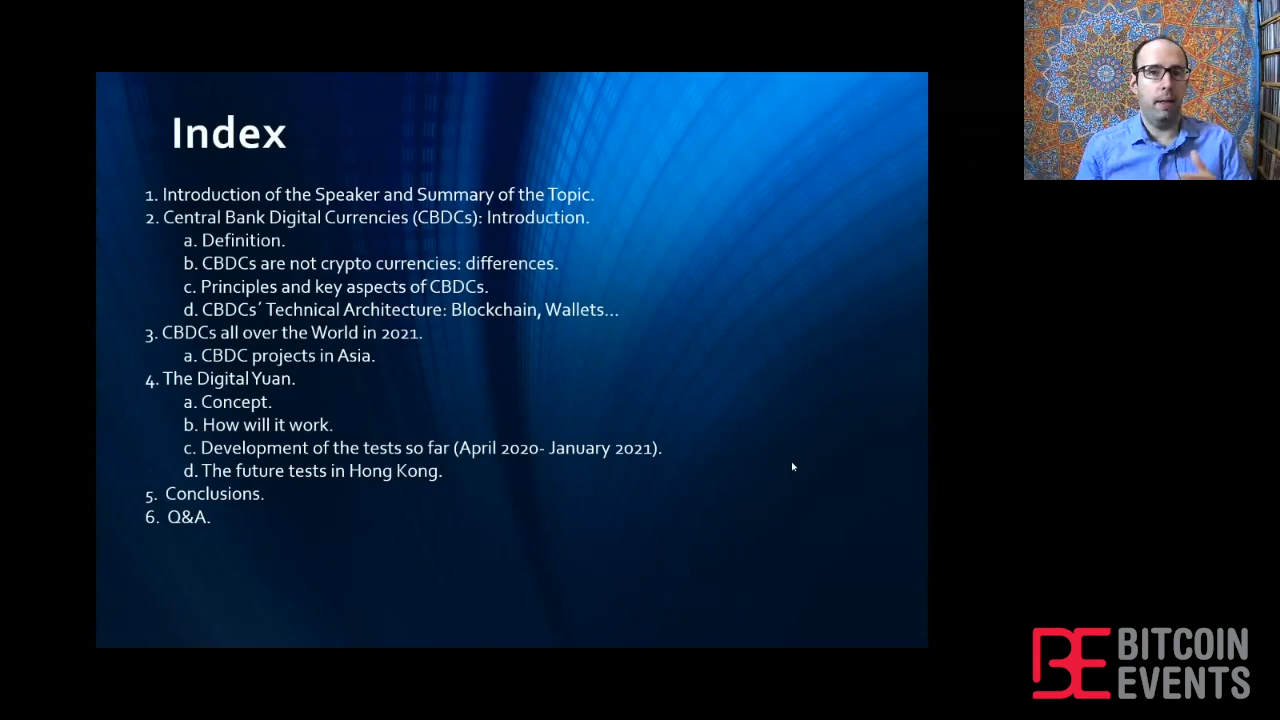 Index
1. Introduction of the Speaker and Summary of the Topic.
2. Central Bank Digital Currencies (CBDCs): Introduction.
a. Definition.
b. CBDCs are not crypto currencies: differences.
c. Principles and key aspects of CBDCs.
d. CBDCs´ Technical Architecture: Blockchain, Wallets...
3. CBDCs all over the World in 2021.
a. CBDC projects in Asia.
4. The Digital Yuan.
a. Concept.
b. How will it work.
c. Development of the tests so far (April 2020- January 2021).
d. The future tests in Hong Kong.
5. Conclusions.
6. Q&A.
BE BITCOIN
EVENTS